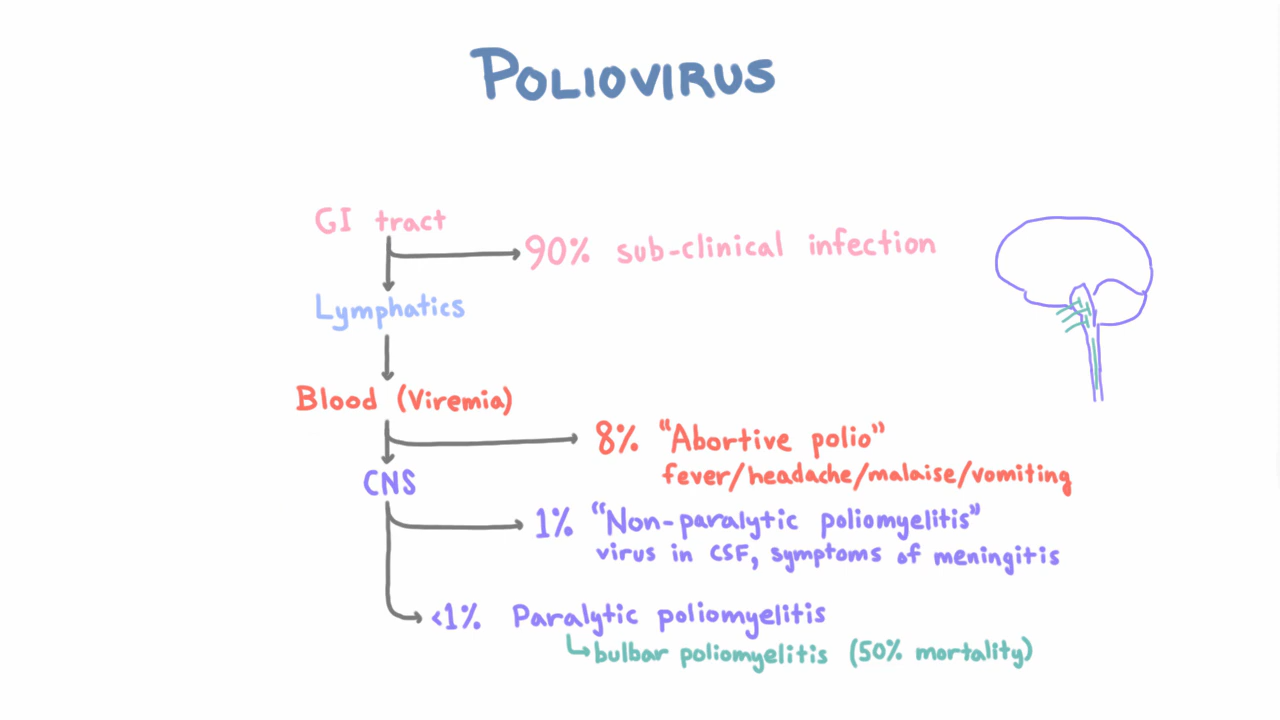 POLIOVIRUS
GI tract
90% sub-clinical infection
Lymphatics
Blood (Viremia)
8% "Abortive polio"
fever/headache/malaise/vomiting
CNS
1% "Non-paralytic poliomyelitis"
virus in CSF, symptoms of meningitis
<1% Paralytic poliomyelitis
bulbar poliomyelitis (50% mortality)